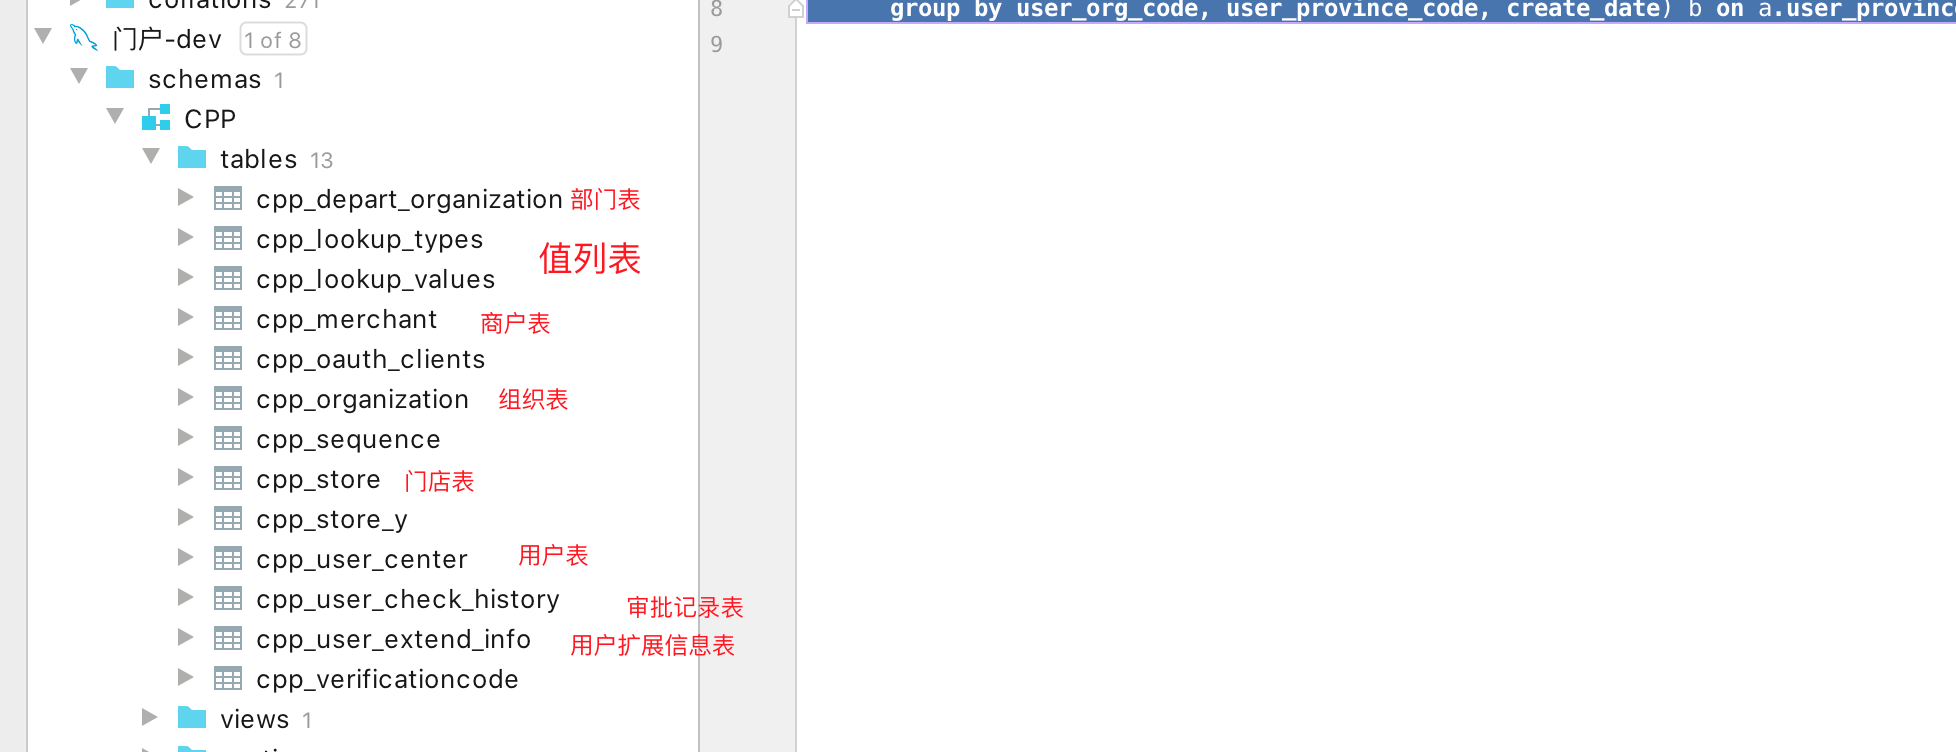 collations 271
8 group by user_org_code, user_province_code, create_date) b on a.user_provinc
门户-dev 1 of 8
9
schemas 1
CPP
tables 13
cpp_depart_organization 部门表
cpp_lookup_types
值列表
cpp_lookup_values
cpp_merchant 商户表
cpp_oauth_clients
cpp_organization 组织表
cpp_sequence
cpp_store 门店表
cpp_store_y
cpp_user_center 用户表
cpp_user_check_history 审批记录表
cpp_user_extend_info 用户扩展信息表
cpp_verificationcode
views 1